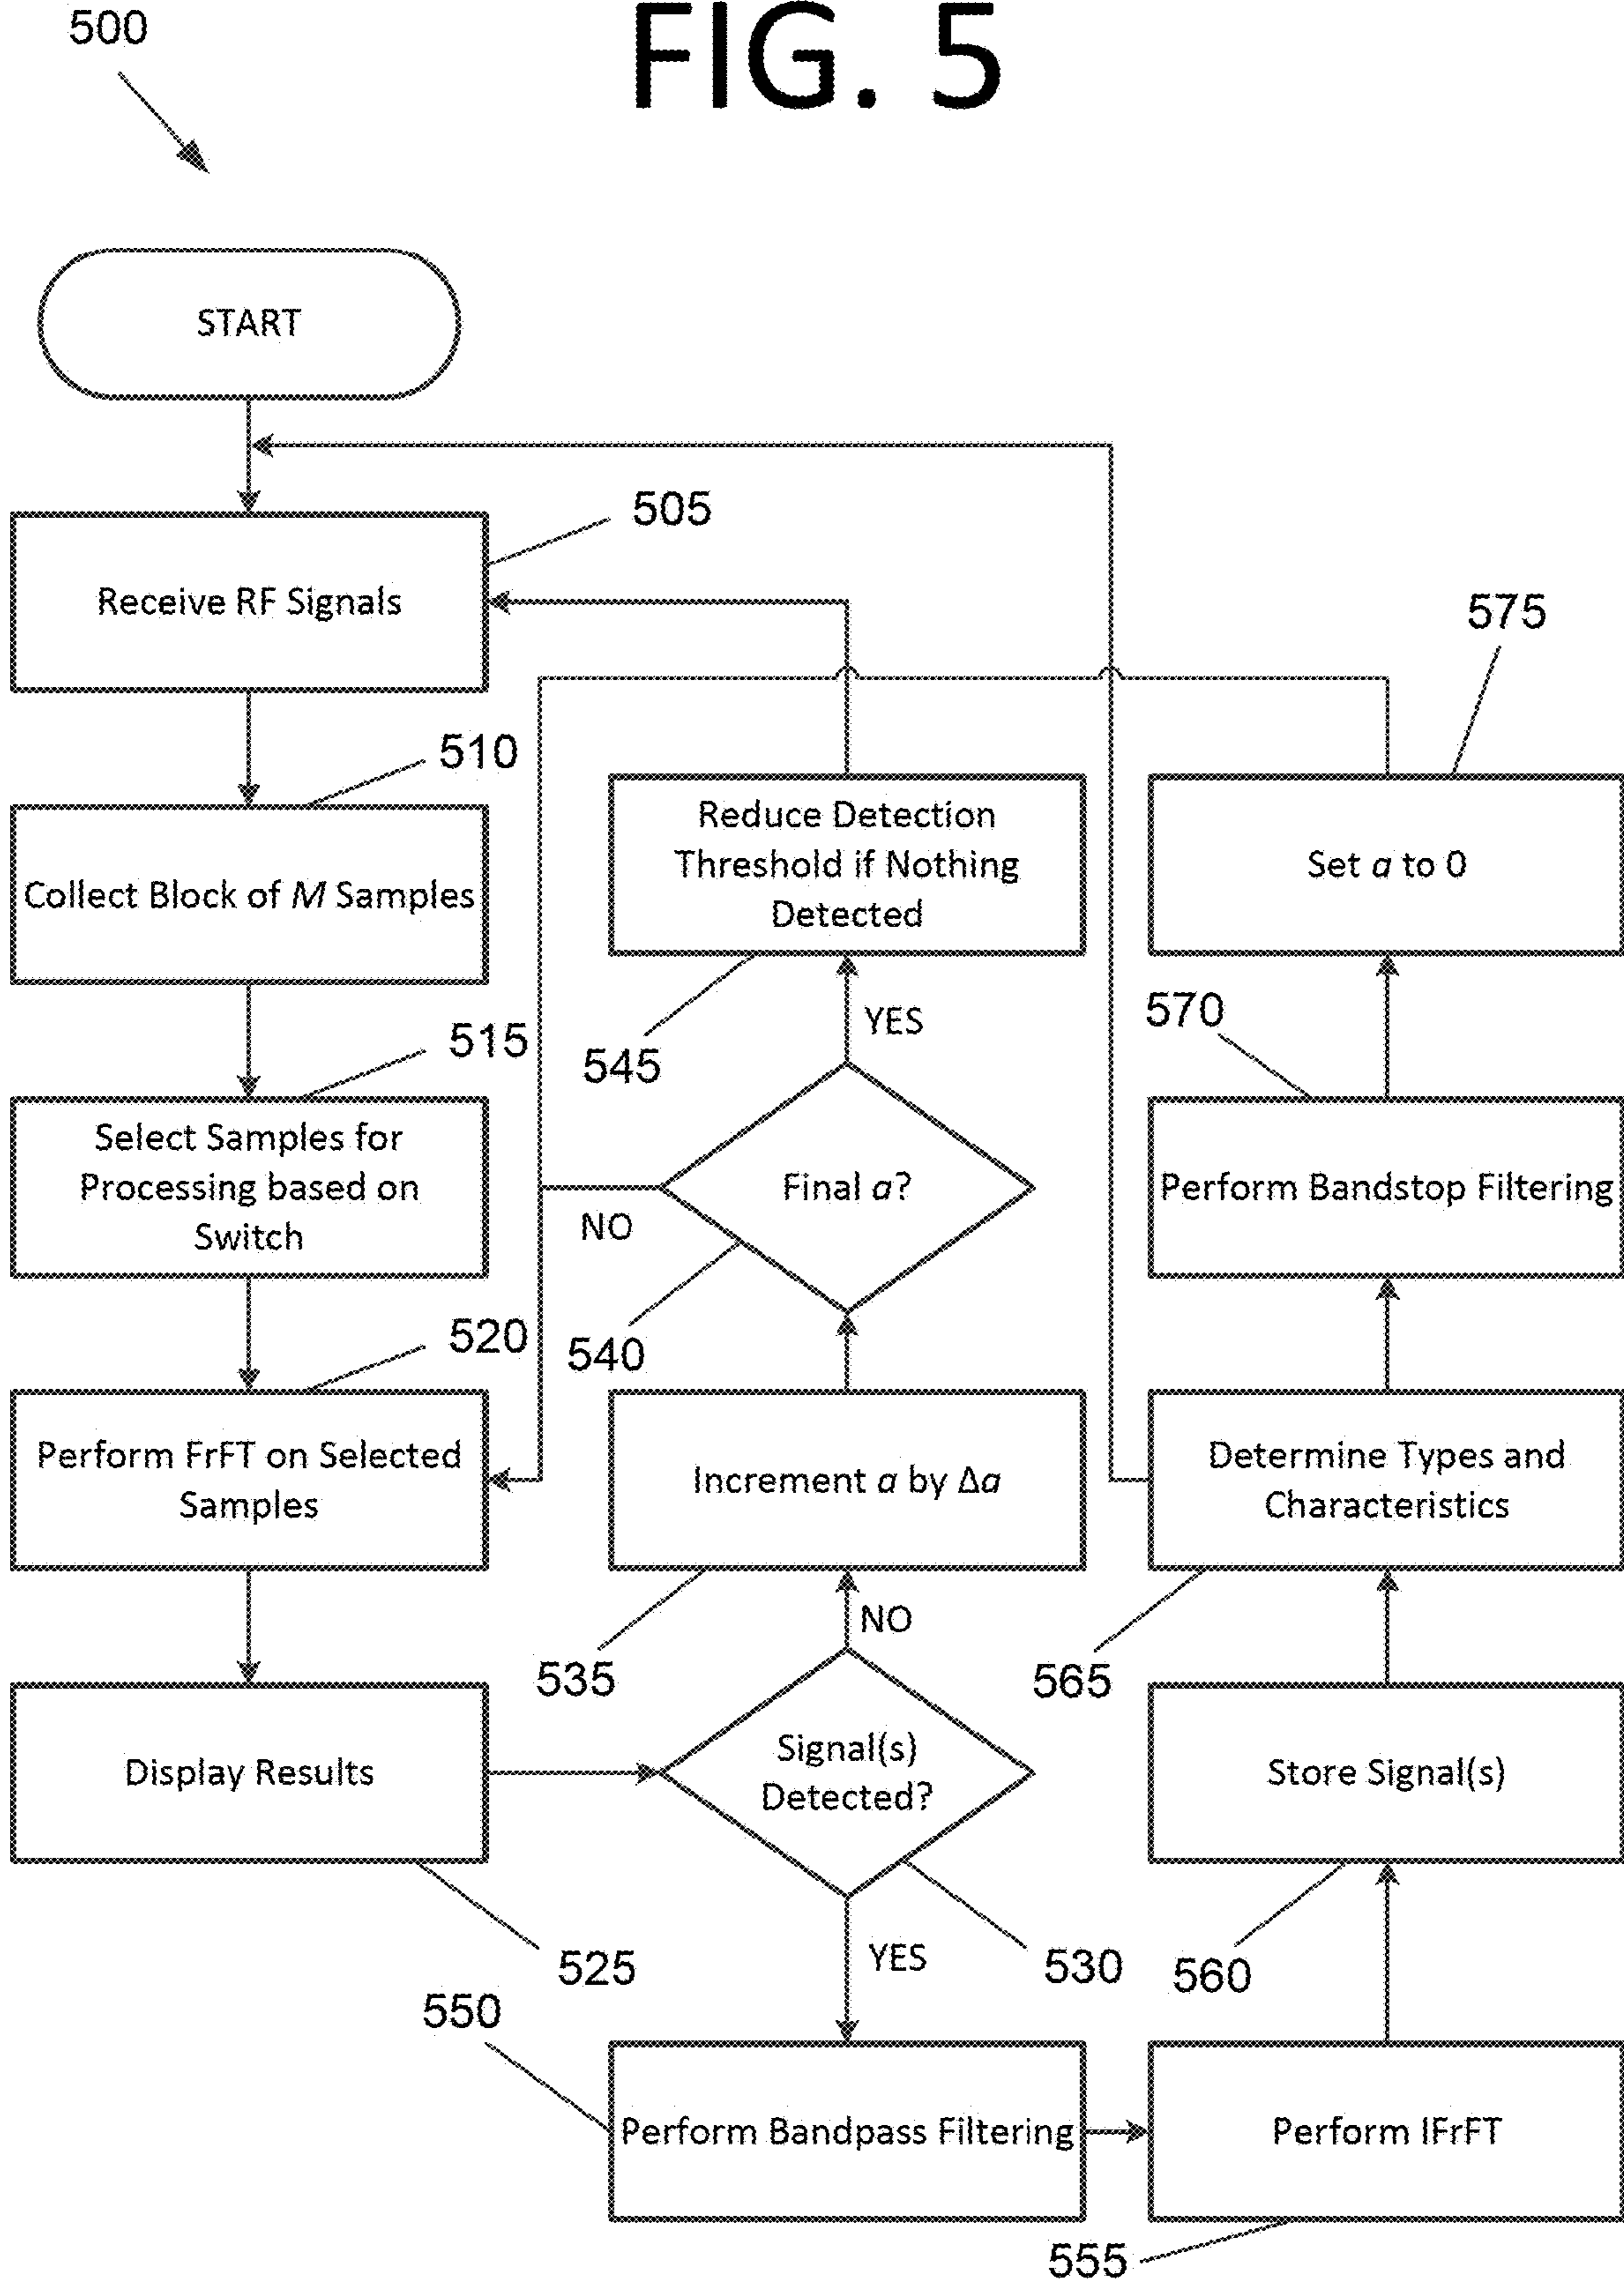 FIG. 5
500
START
505
Receive RF Signals
575
510
Collect Block of M Samples
Reduce Detection
Threshold if Nothing
Detected
Set a to 0
545
YES
570
515
Select Samples for
Processing based on
Switch
Final a?
NO
Perform Bandstop Filtering
540
520
Perform FrFT on Selected
Samples
Increment a by Δa
Determine Types and
Characteristics
535
NO
565
Display Results
Signal(s)
Detected?
Store Signal(s)
525
YES
530
560
550
Perform Bandpass Filtering
Perform IFrFT
555